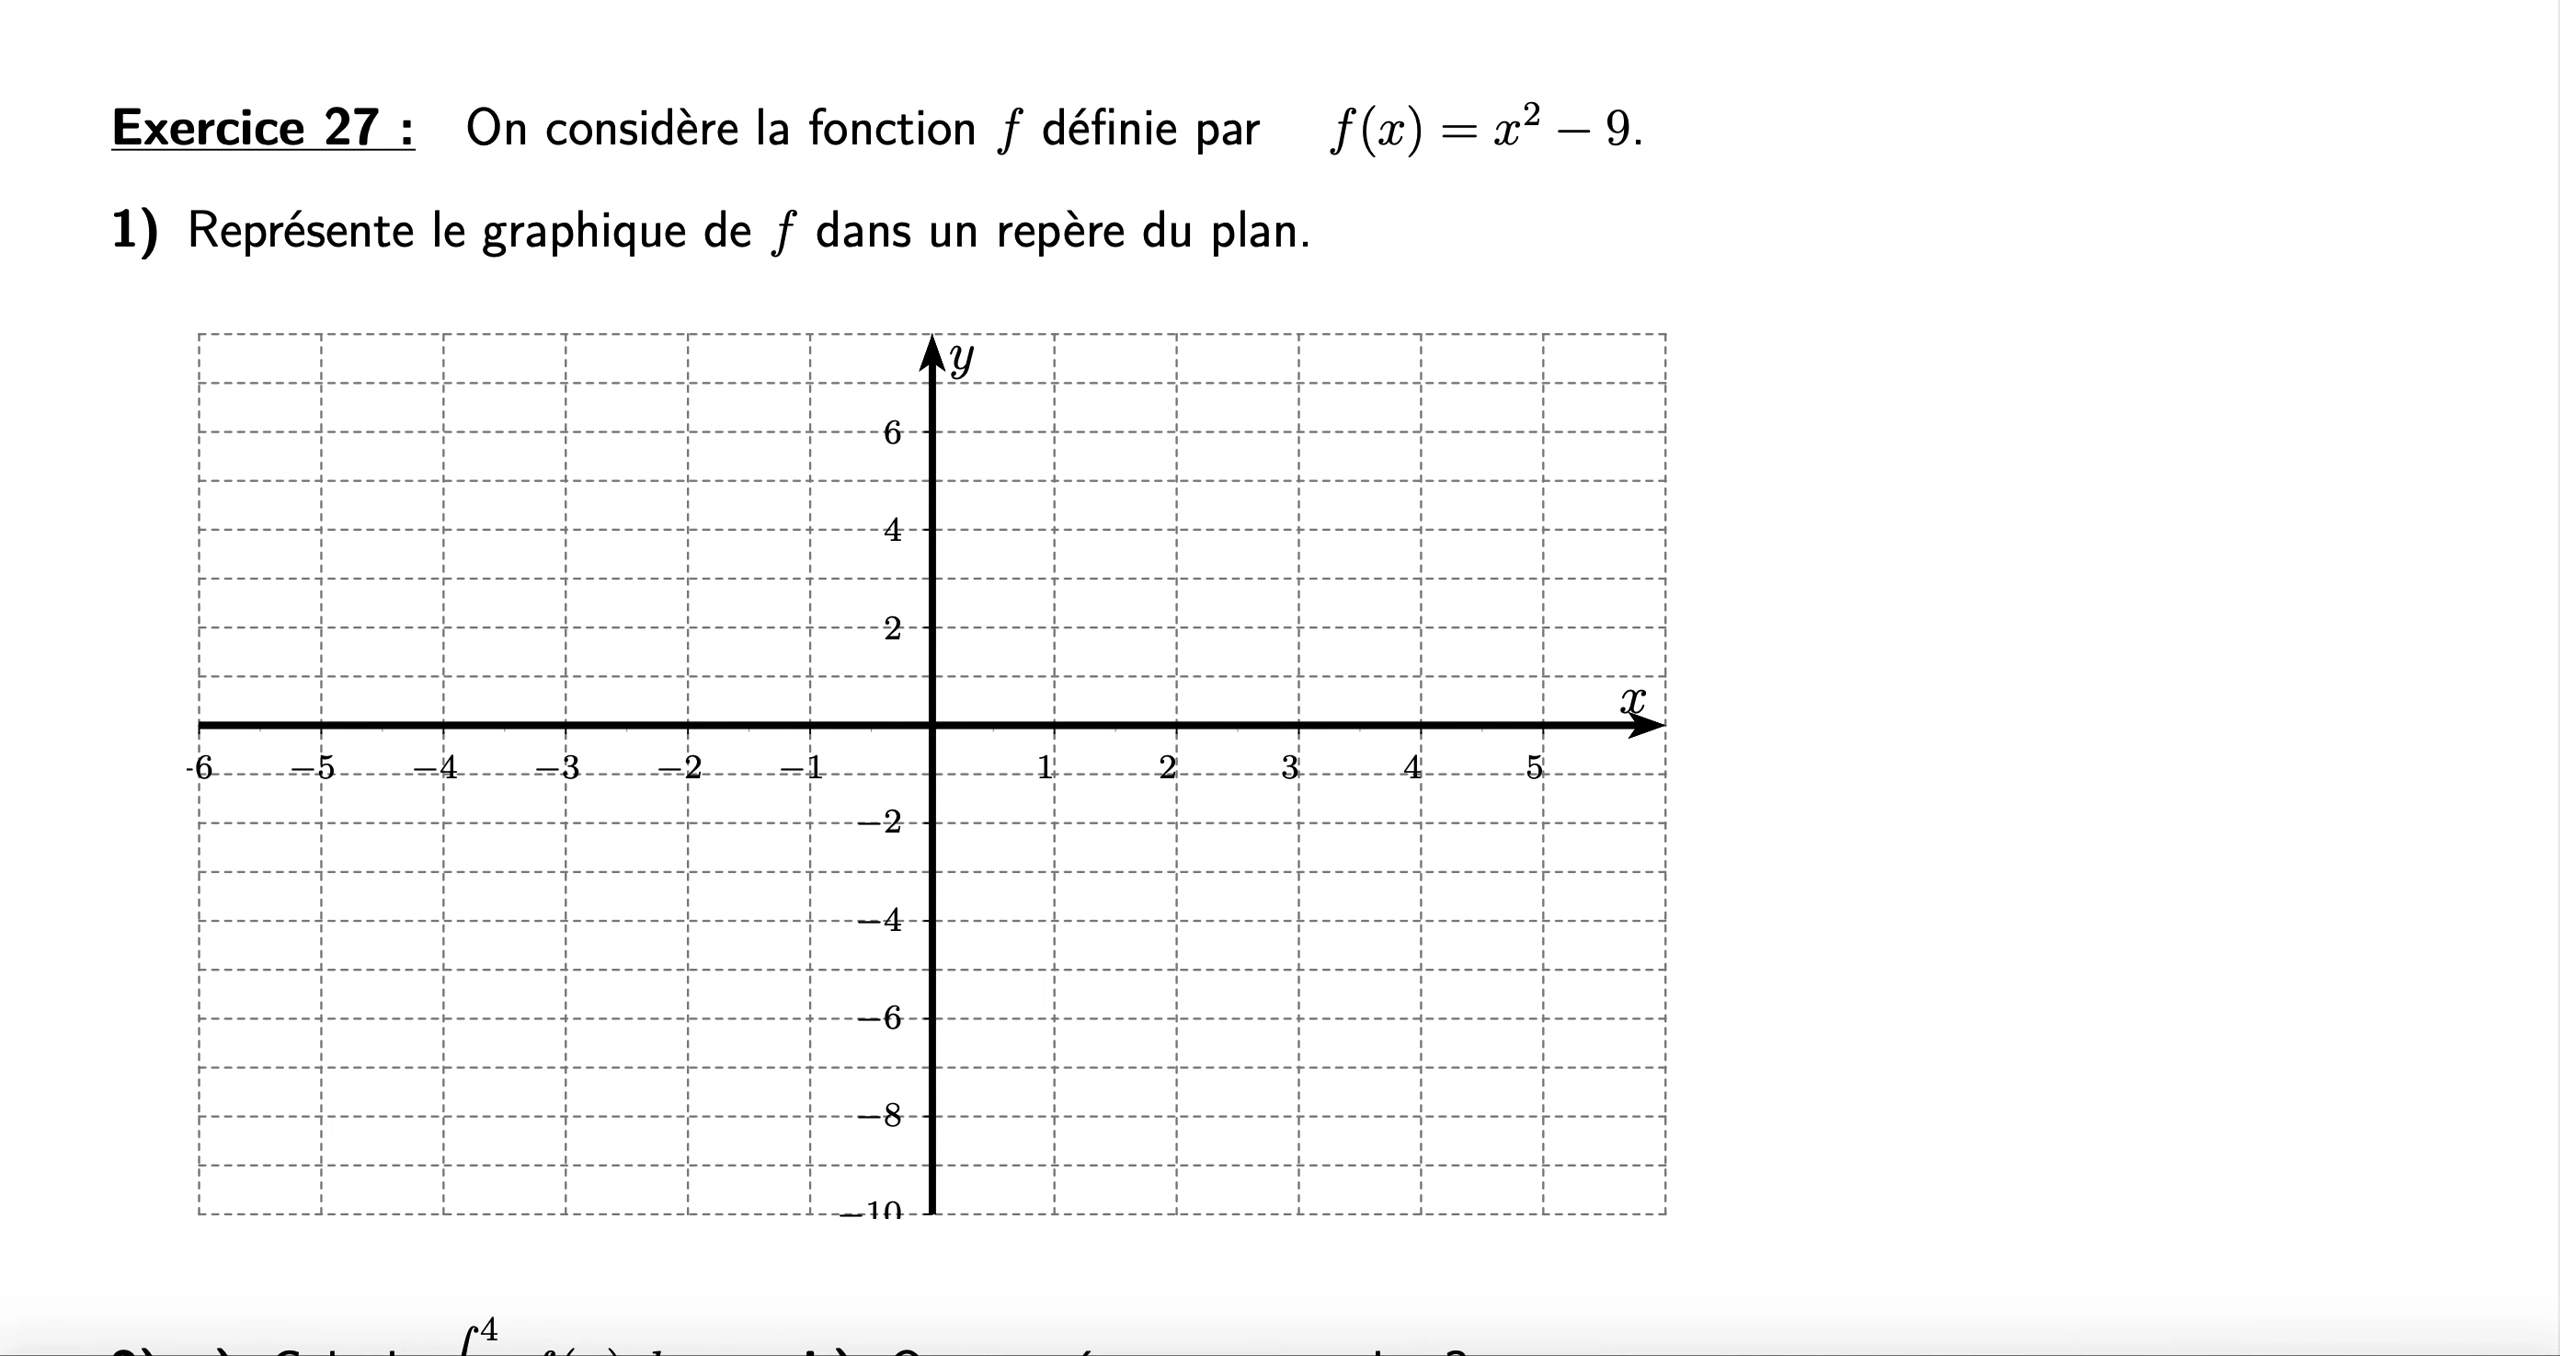 Exercice 27 : On considère la fonction f définie par f(x) = x² − 9.
1) Représente le graphique de f dans un repère du plan.
y
6
4
2
x
-6 −5 −4 −3 −2 −1 1 2 3 4 5
−2
−4
−6
−8
−10
4